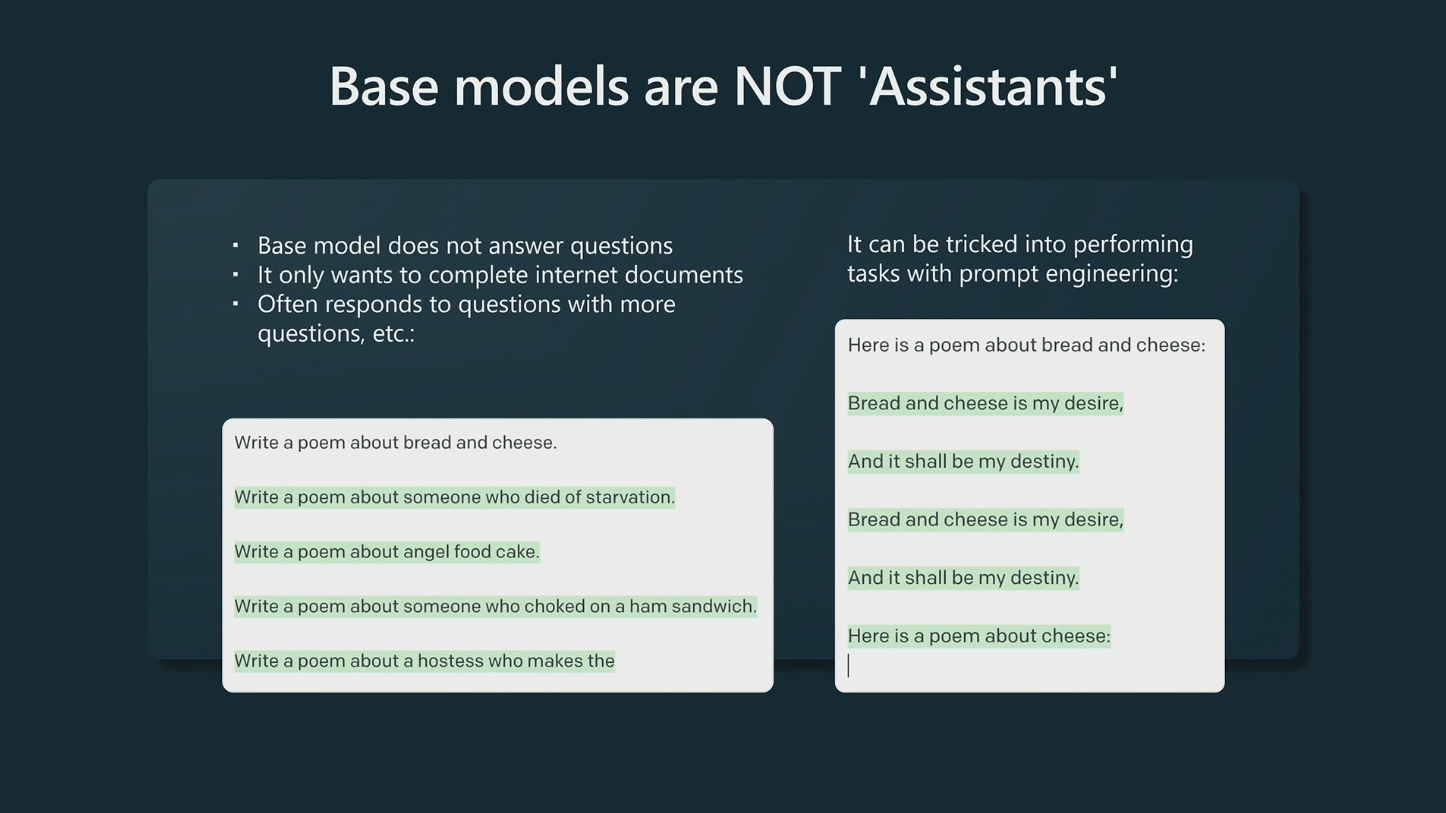 Base models are NOT 'Assistants'
▪ Base model does not answer questions
▪ It only wants to complete internet documents
▪ Often responds to questions with more
questions, etc.:
Write a poem about bread and cheese.
Write a poem about someone who died of starvation.
Write a poem about angel food cake.
Write a poem about someone who choked on a ham sandwich.
Write a poem about a hostess who makes the
It can be tricked into performing
tasks with prompt engineering:
Here is a poem about bread and cheese:
Bread and cheese is my desire,
And it shall be my destiny.
Bread and cheese is my desire,
And it shall be my destiny.
Here is a poem about cheese: